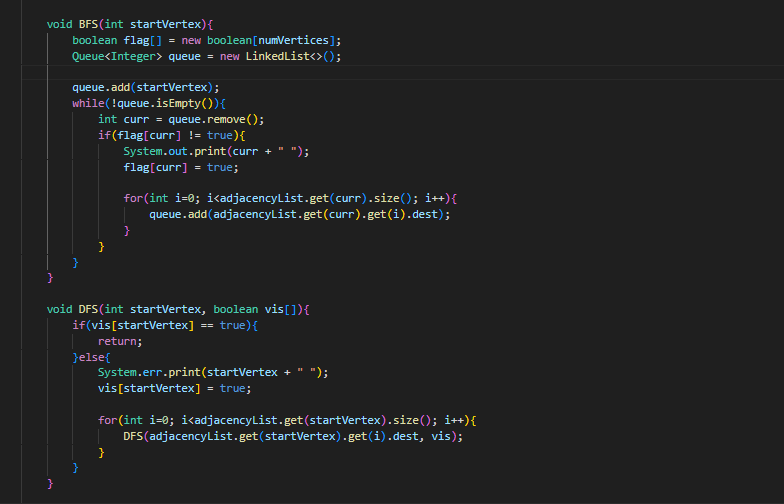 void BFS(int startVertex){
boolean flag[] = new boolean[numVertices];
Queue<Integer> queue = new LinkedList<>();
queue.add(startVertex);
while(!queue.isEmpty()){
int curr = queue.remove();
if(flag[curr] != true){
System.out.print(curr + " ");
flag[curr] = true;
for(int i=0; i<adjacencyList.get(curr).size(); i++){
queue.add(adjacencyList.get(curr).get(i).dest);
}
}
}
}
void DFS(int startVertex, boolean vis[]){
if(vis[startVertex] == true){
return;
}else{
System.err.print(startVertex + " ");
vis[startVertex] = true;
for(int i=0; i<adjacencyList.get(startVertex).size(); i++){
DFS(adjacencyList.get(startVertex).get(i).dest, vis);
}
}
}